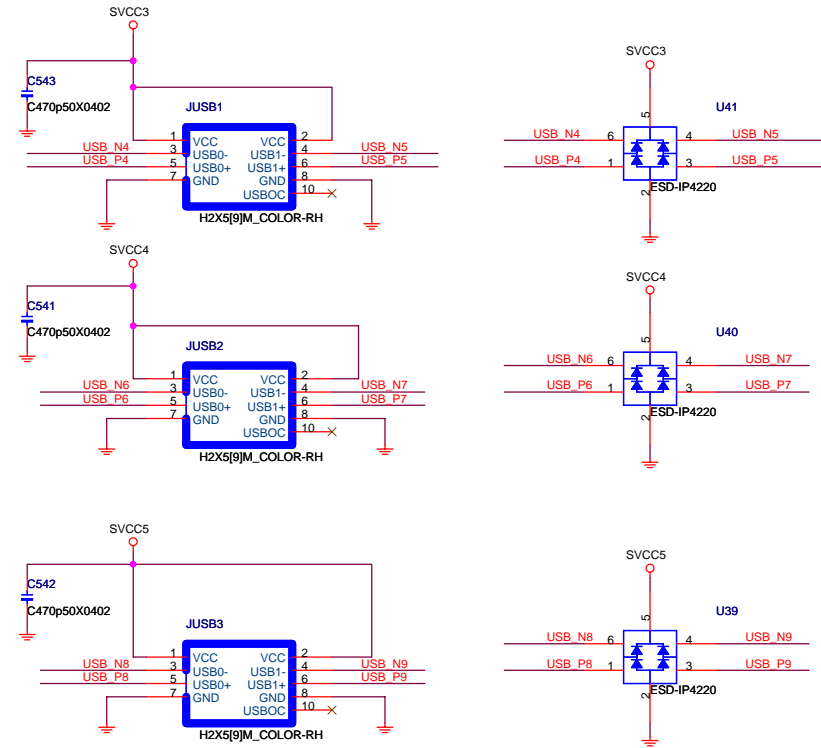 SVCC3
C543
C470p50X0402
JUSB1
1 VCC VCC 2
USB_N4 3 USB0- USB1- 4 USB_N5
USB_P4 5 USB0+ USB1+ 6 USB_P5
7 GND GND 8
USBOC 10
H2X5[9]M_COLOR-RH
SVCC3
U41
5
USB_N4 6 4 USB_N5
USB_P4 1 3 USB_P5
2
ESD-IP4220
SVCC4
C541
C470p50X0402
JUSB2
1 VCC VCC 2
USB_N6 3 USB0- USB1- 4 USB_N7
USB_P6 5 USB0+ USB1+ 6 USB_P7
7 GND GND 8
USBOC 10
H2X5[9]M_COLOR-RH
SVCC4
U40
5
USB_N6 6 4 USB_N7
USB_P6 1 3 USB_P7
2
ESD-IP4220
SVCC5
C542
C470p50X0402
JUSB3
1 VCC VCC 2
USB_N8 3 USB0- USB1- 4 USB_N9
USB_P8 5 USB0+ USB1+ 6 USB_P9
7 GND GND 8
USBOC 10
H2X5[9]M_COLOR-RH
SVCC5
U39
5
USB_N8 6 4 USB_N9
USB_P8 1 3 USB_P9
2
ESD-IP4220